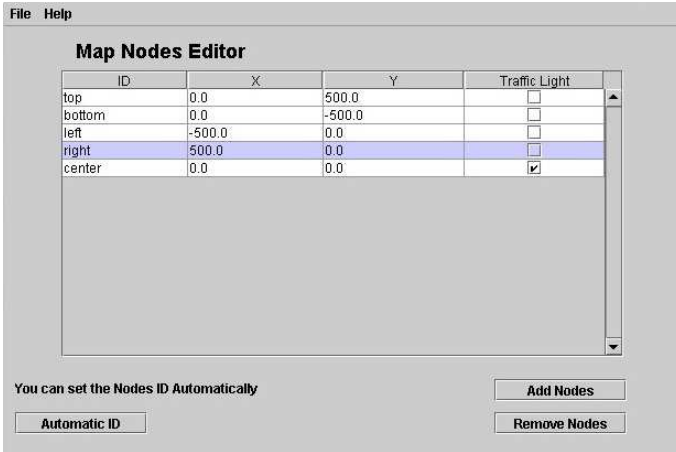 File Help
Map Nodes Editor
ID X Y Traffic Light
top 0.0 500.0
bottom 0.0 -500.0
left -500.0 0.0
right 500.0 0.0
center 0.0 0.0
You can set the Nodes ID Automatically
Add Nodes
Automatic ID
Remove Nodes